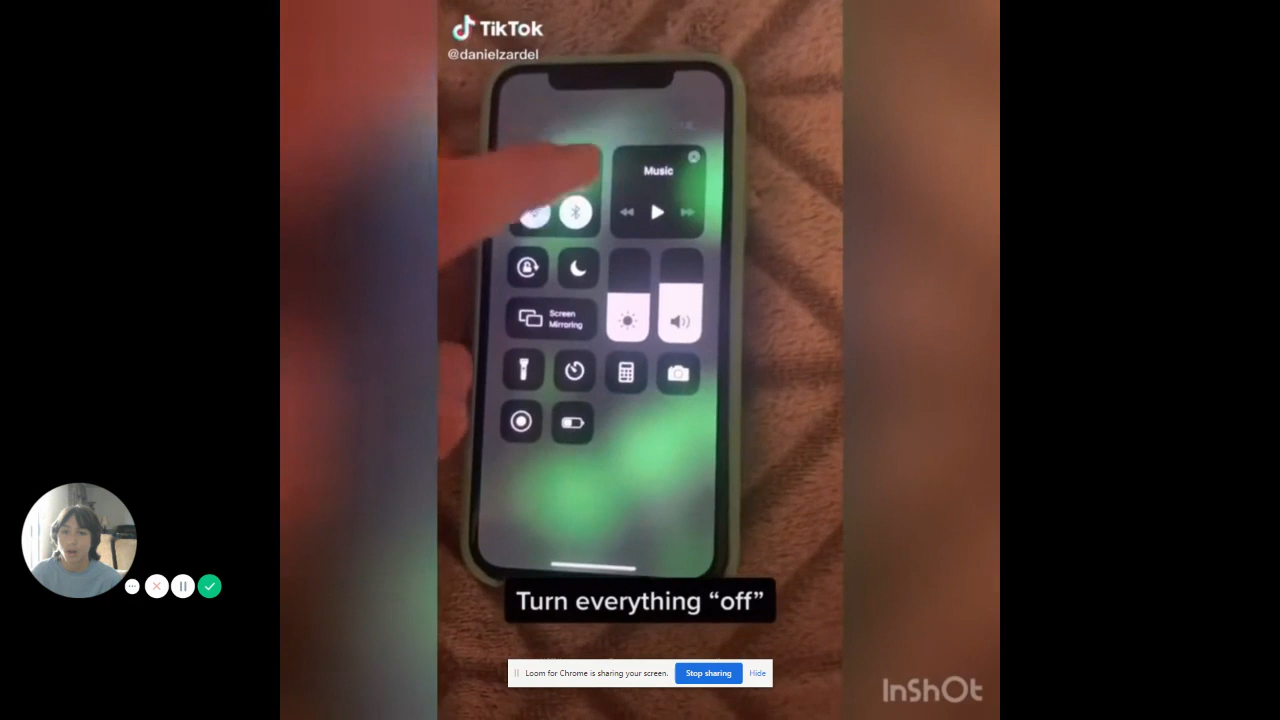 TikTok
@danielzardel
Music
Screen
Mirroring
Turn everything “off”
Loom for Chrome is sharing your screen.
Stop sharing
Hide
InShOt